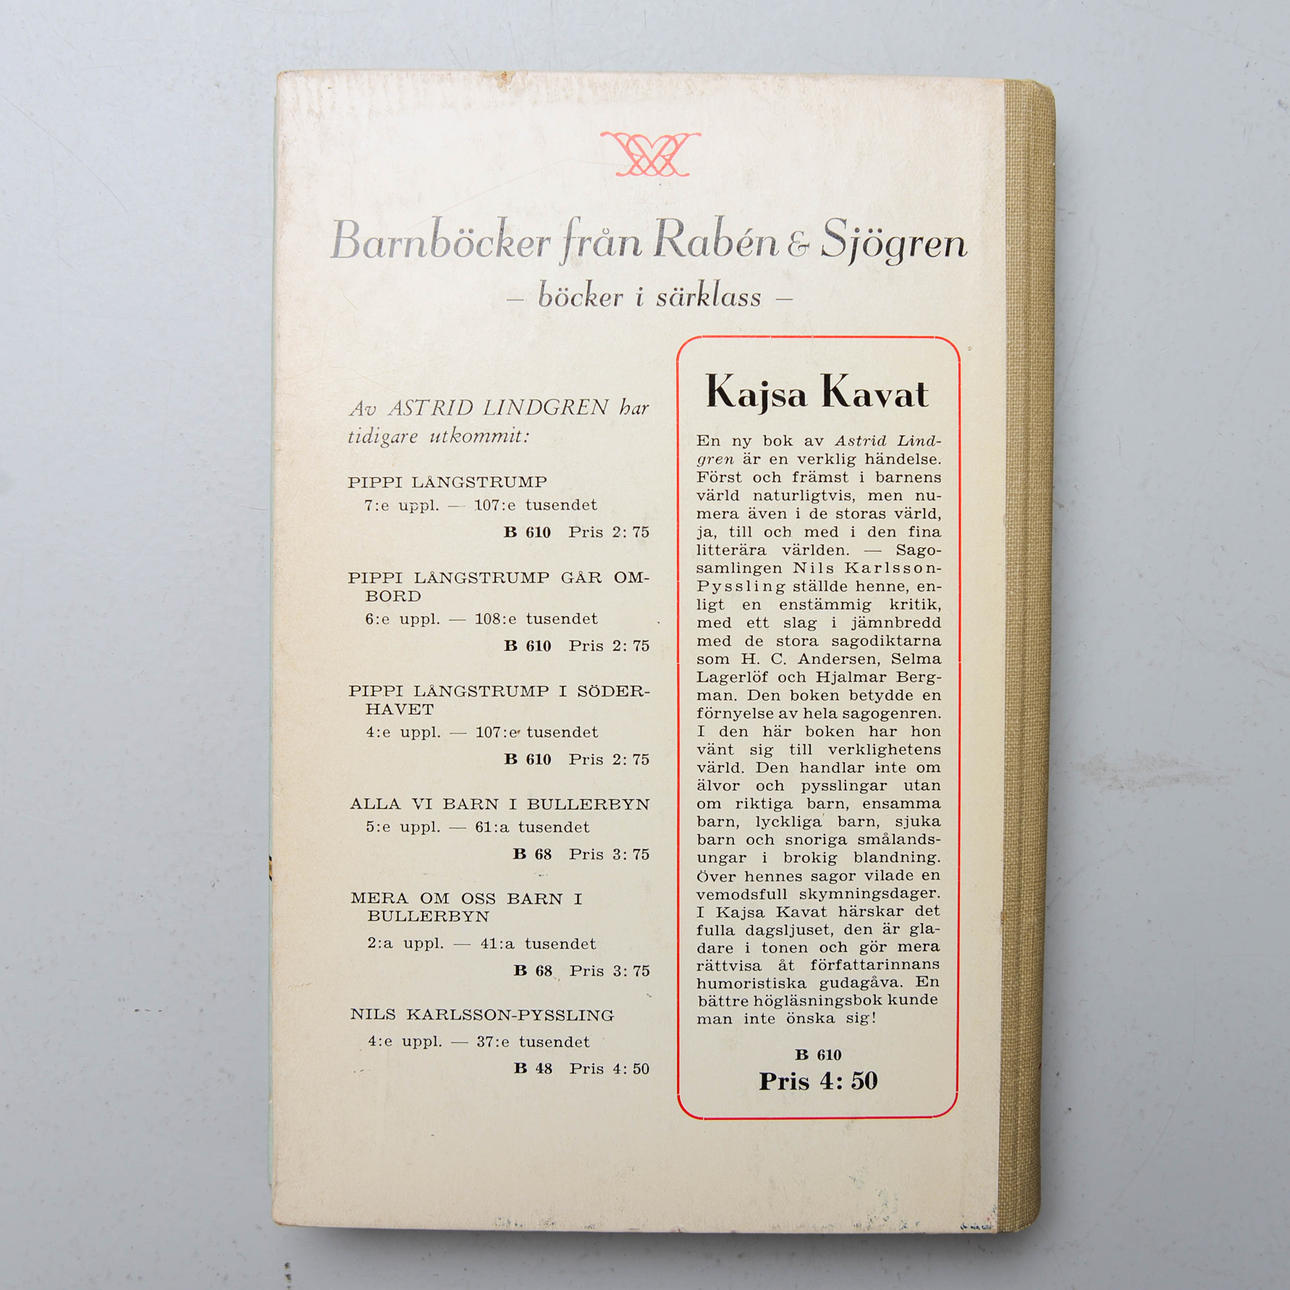 Barnböcker från Rabén & Sjögren
– böcker i särklass –
Av ASTRID LINDGREN har
tidigare utkommit:
PIPPI LÅNGSTRUMP
7:e uppl. — 107:e tusendet
B 610 Pris 2:75
PIPPI LÅNGSTRUMP GÅR OM-
BORD
6:e uppl. — 108:e tusendet
B 610 Pris 2:75
PIPPI LÅNGSTRUMP I SÖDER-
HAVET
4:e uppl. — 107:e tusendet
B 610 Pris 2:75
ALLA VI BARN I BULLERBYN
5:e uppl. — 61:a tusendet
B 68 Pris 3:75
MERA OM OSS BARN I
BULLERBYN
2:a uppl. — 41:a tusendet
B 68 Pris 3:75
NILS KARLSSON-PYSSLING
4:e uppl. — 37:e tusendet
B 48 Pris 4:50
Kajsa Kavat
En ny bok av Astrid Lind-
gren är en verklig händelse.
Först och främst i barnens
värld naturligtvis, men nu-
mera även i de storas värld,
ja, till och med i den fina
litterära världen. — Sago-
samlingen Nils Karlsson-
Pyssling ställde henne, en-
ligt en enstämmig kritik,
med ett slag i jämnbredd
med de stora sagodiktarna
som H. C. Andersen, Selma
Lagerlöf och Hjalmar Berg-
man. Den boken betydde en
förnyelse av hela sagogenren.
I den här boken har hon
vänt sig till verklighetens
värld. Den handlar inte om
älvor och pysslingar utan
om riktiga barn, ensamma
barn, lyckliga barn, sjuka
barn och snoriga smålands-
ungar i brokig blandning.
Över hennes sagor vilade en
vemodsfull skymningsdager.
I Kajsa Kavat härskar det
fulla dagsljuset, den är gla-
dare i tonen och gör mera
rättvisa åt författarinnans
humoristiska gudagåva. En
bättre högläsningsbok kunde
man inte önska sig!
B 610
Pris 4:50